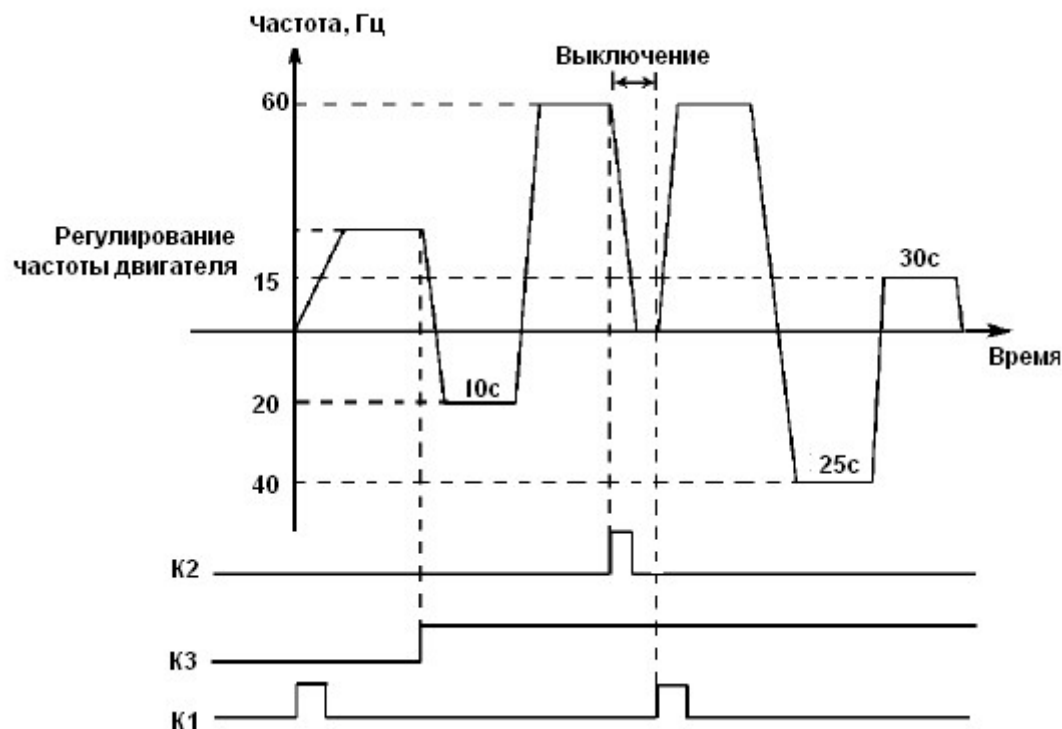 Частота, Гц
Выключение
60
Регулирование
частоты двигателя
15
30с
Время
10с
20
25с
40
К2
К3
К1